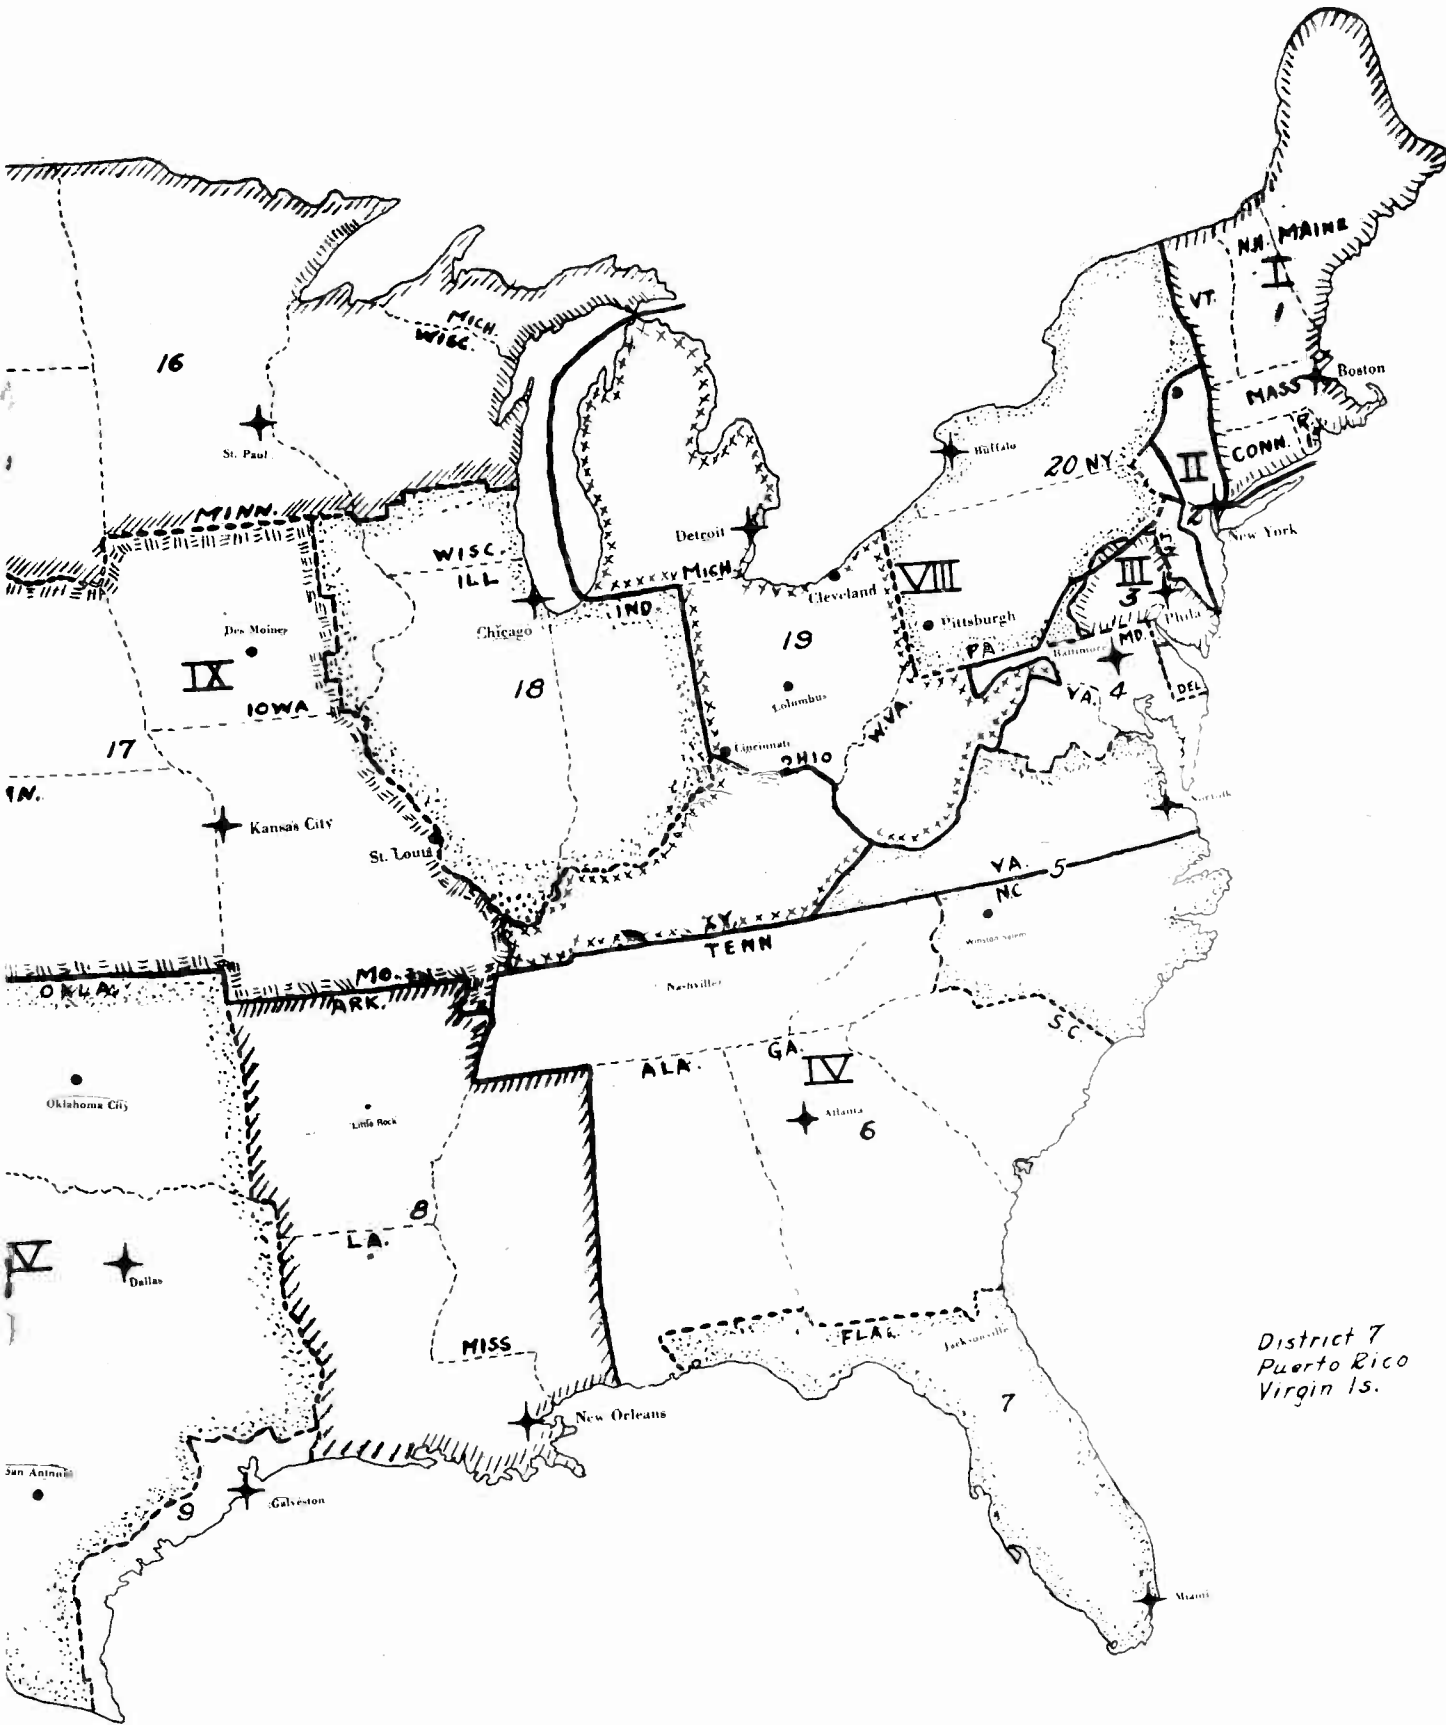 N.H. MAINE
I
VT.
1
MICH.
WISC.
16
Boston
MASS
St. Paul
R.I.
CONN.
Buffalo
20 NY
II
MINN.
2
New York
Detroit
WISC.
ILL
MICH
VIII
III
Cleveland
3
IND.
Phila
Chicago
Pittsburgh
Des Moines
19
MD.
PA
Baltimore
IX
18
VA. 4
DEL
Columbus
IOWA
W.VA.
17
Cincinnati
OHIO
Norfolk
Kansas City
St. Louis
VA.
5
N.C
KY.
Winston Salem
TENN
MO.
Nashville
OKLA.
ARK.
S.C
GA.
ALA.
IV
Oklahoma City
Atlanta
Little Rock
6
8
LA.
V
Dallas
MISS
FLA.
Jacksonville
District 7
Puerto Rico
Virgin Is.
7
New Orleans
San Antonio
Galveston
9
Miami